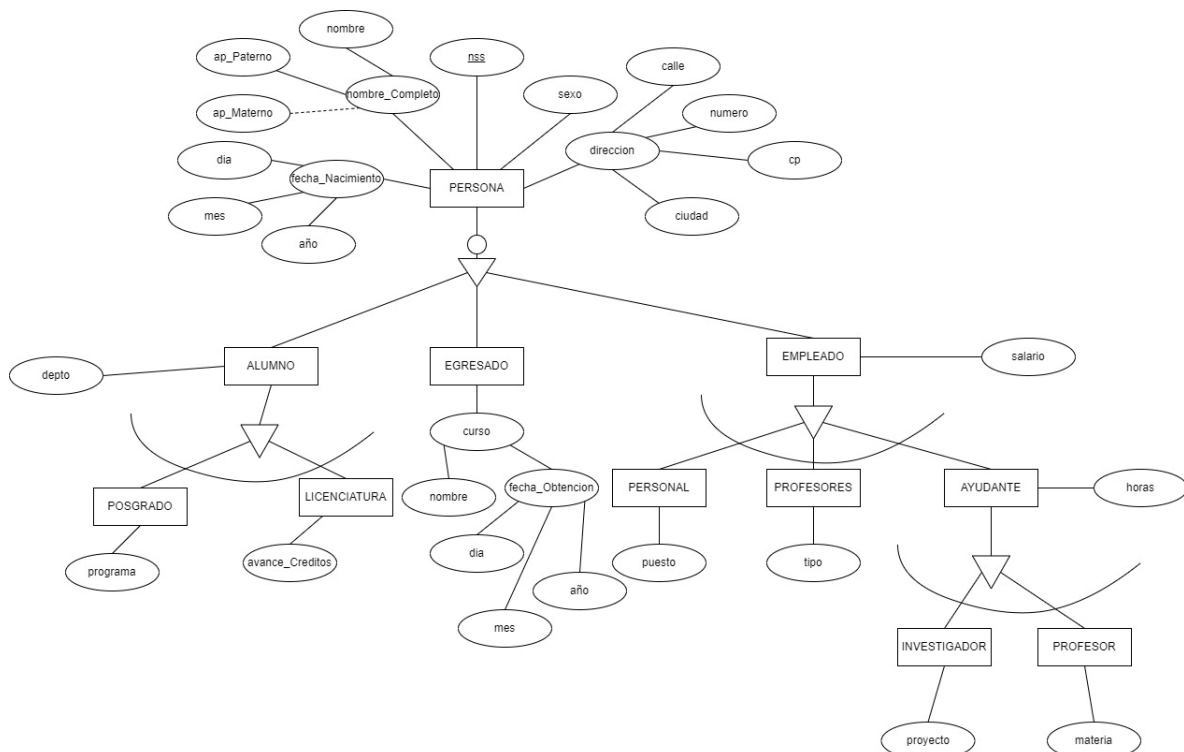 nombre
ap_Paterno
nss
calle
nombre_Completo
sexo
ap_Materno
numero
direccion
dia
cp
fecha_Nacimiento
PERSONA
mes
ciudad
año
ALUMNO
EGRESADO
EMPLEADO
salario
depto
curso
POSGRADO
LICENCIATURA
nombre
fecha_Obtencion
PERSONAL
PROFESORES
AYUDANTE
horas
programa
avance_Creditos
dia
año
puesto
tipo
mes
INVESTIGADOR
PROFESOR
proyecto
materia